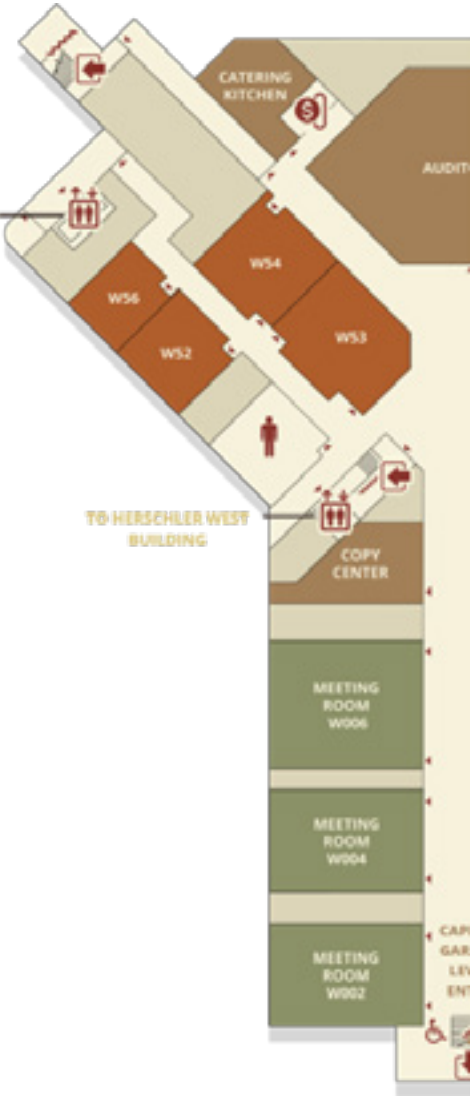 CATERING
KITCHEN
$
W54
W53
W56
W52
TO HERSCHLER WEST
BUILDING
COPY
CENTER
MEETING
ROOM
W006
MEETING
ROOM
W004
MEETING
ROOM
W002